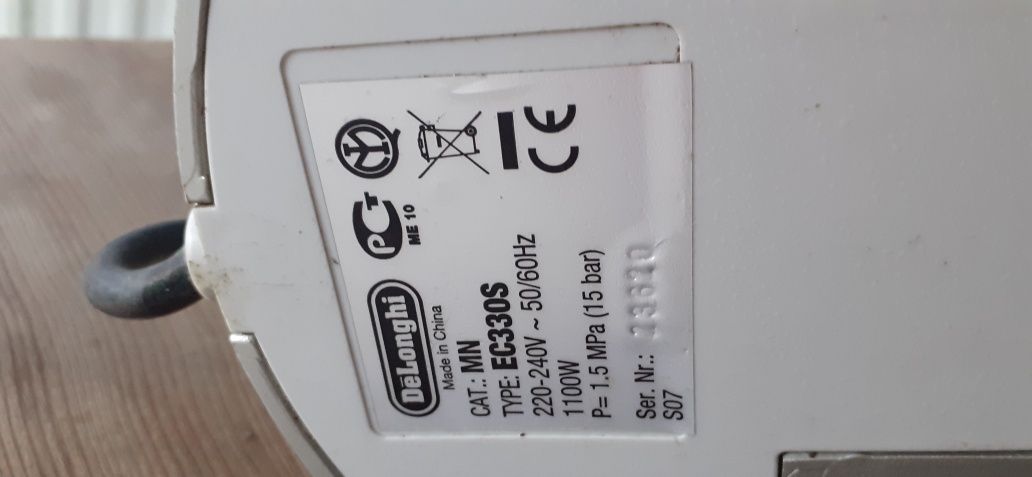 DeLonghi
Made in China
CAT.: MN
TYPE: EC330S
220-240V ~ 50/60Hz
1100W
P= 1.5 MPa (15 bar)
Ser. Nr.:
S07
PCT
ME 10
CE